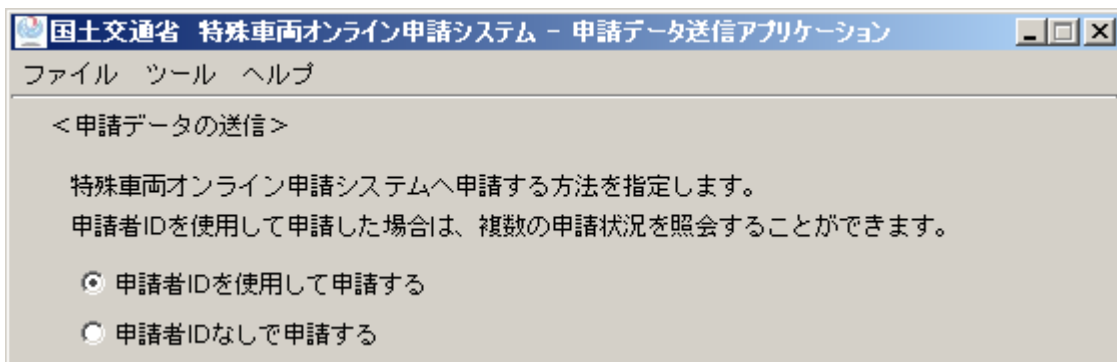 国土交通省 特殊車両オンライン申請システム - 申請データ送信アプリケーション
ファイル ツール ヘルプ
<申請データの送信>
特殊車両オンライン申請システムへ申請する方法を指定します。
申請者IDを使用して申請した場合は、複数の申請状況を照会することができます。
申請者IDを使用して申請する
申請者IDなしで申請する